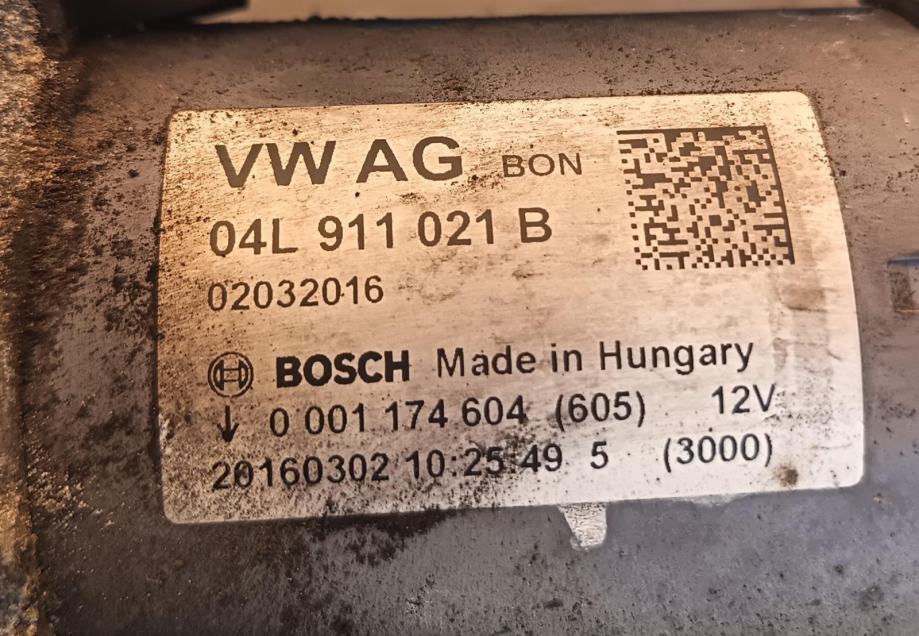 VW AG BON
04L 911 021 B
02032016
BOSCH Made in Hungary
↓ 0 001 174 604 (605) 12V
20160302 10:25:49 5 (3000)